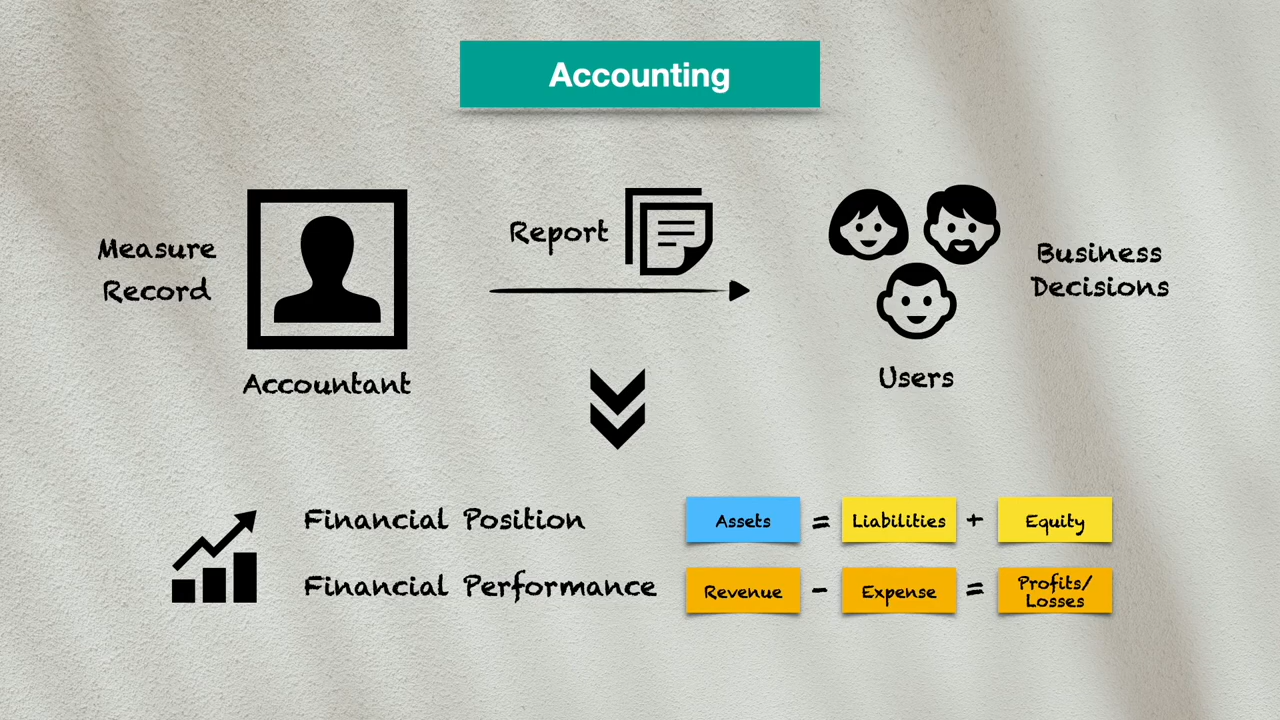 Accounting
Measure
Record
Accountant
Report
Users
Business
Decisions
Financial Position
Assets = Liabilities + Equity
Financial Performance
Revenue - Expense = Profits/
Losses